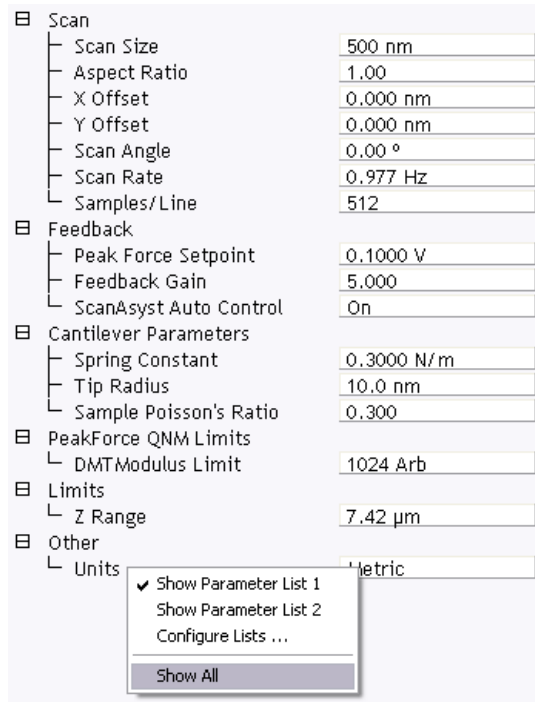 Scan
Scan Size 500 nm
Aspect Ratio 1.00
X Offset 0.000 nm
Y Offset 0.000 nm
Scan Angle 0.00 º
Scan Rate 0.977 Hz
Samples/Line 512
Feedback
Peak Force Setpoint 0.1000 V
Feedback Gain 5.000
ScanAsyst Auto Control On
Cantilever Parameters
Spring Constant 0.3000 N/m
Tip Radius 10.0 nm
Sample Poisson's Ratio 0.300
PeakForce QNM Limits
DMTModulus Limit 1024 Arb
Limits
Z Range 7.42 µm
Other
Units Metric
Show Parameter List 1
Show Parameter List 2
Configure Lists ...
Show All